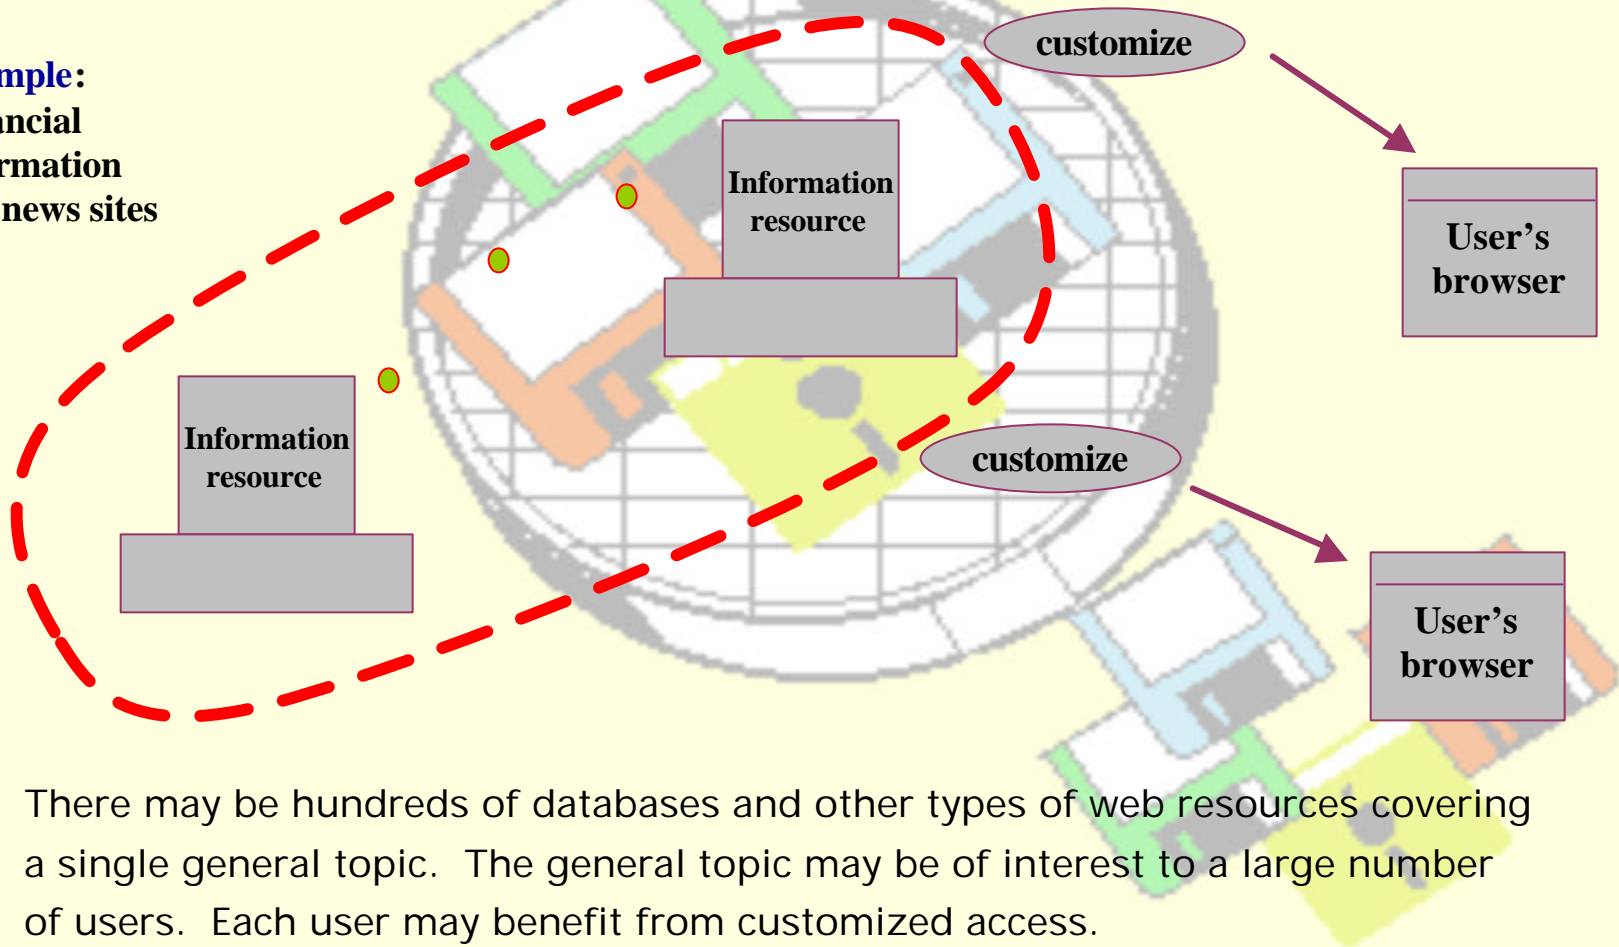 customize
mple:
ancial
rmation
news sites
Information
resource
User's
browser
Information
resource
customize
User's
browser
There may be hundreds of databases and other types of web resources covering
a single general topic. The general topic may be of interest to a large number
of users. Each user may benefit from customized access.